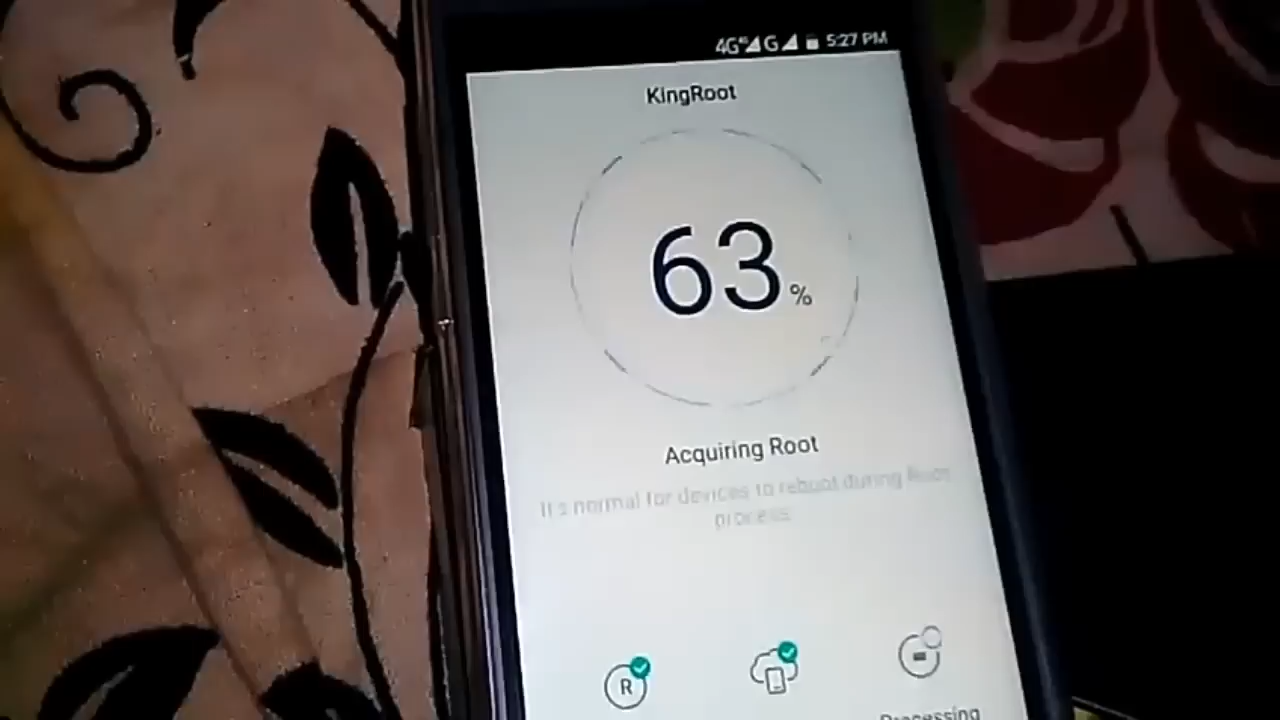 4G G 5:27 PM
KingRoot
63%
Acquiring Root
It's normal for devices to reboot during Root
process
R
Processing